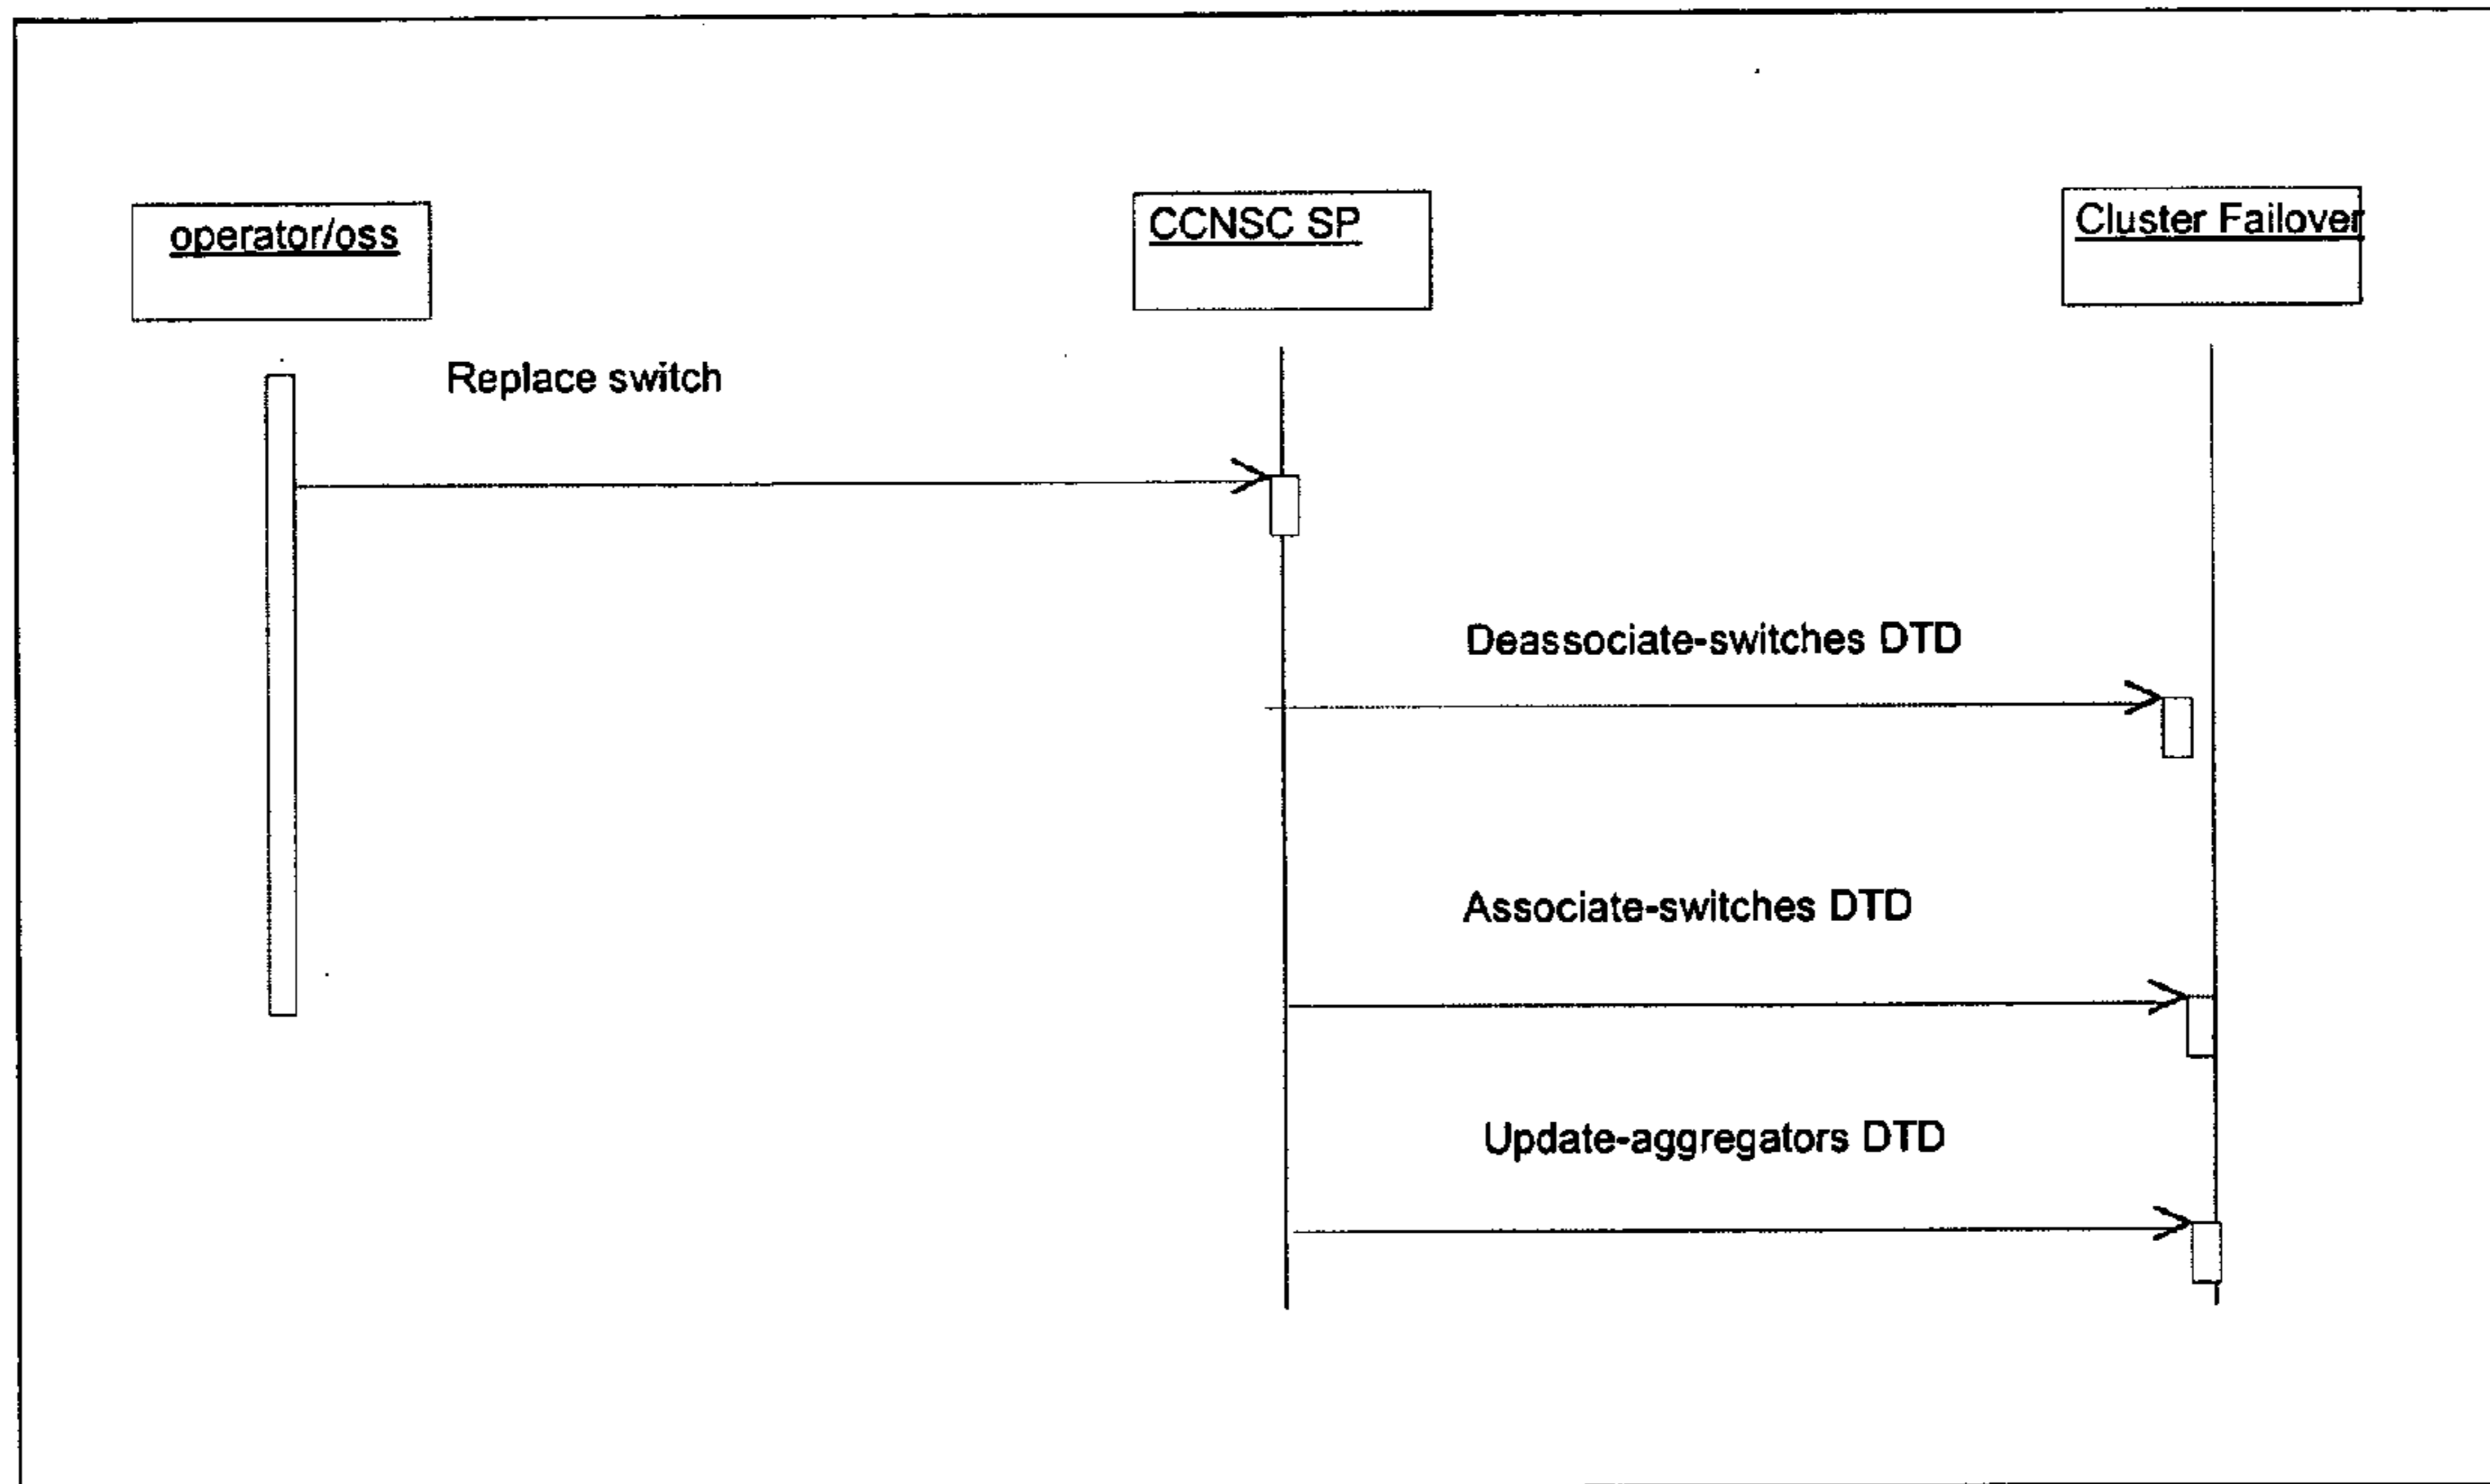 operator/oss
CCNSC SP
Cluster Failover
Replace switch
Deassociate-switches DTD
Associate-switches DTD
Update-aggregators DTD